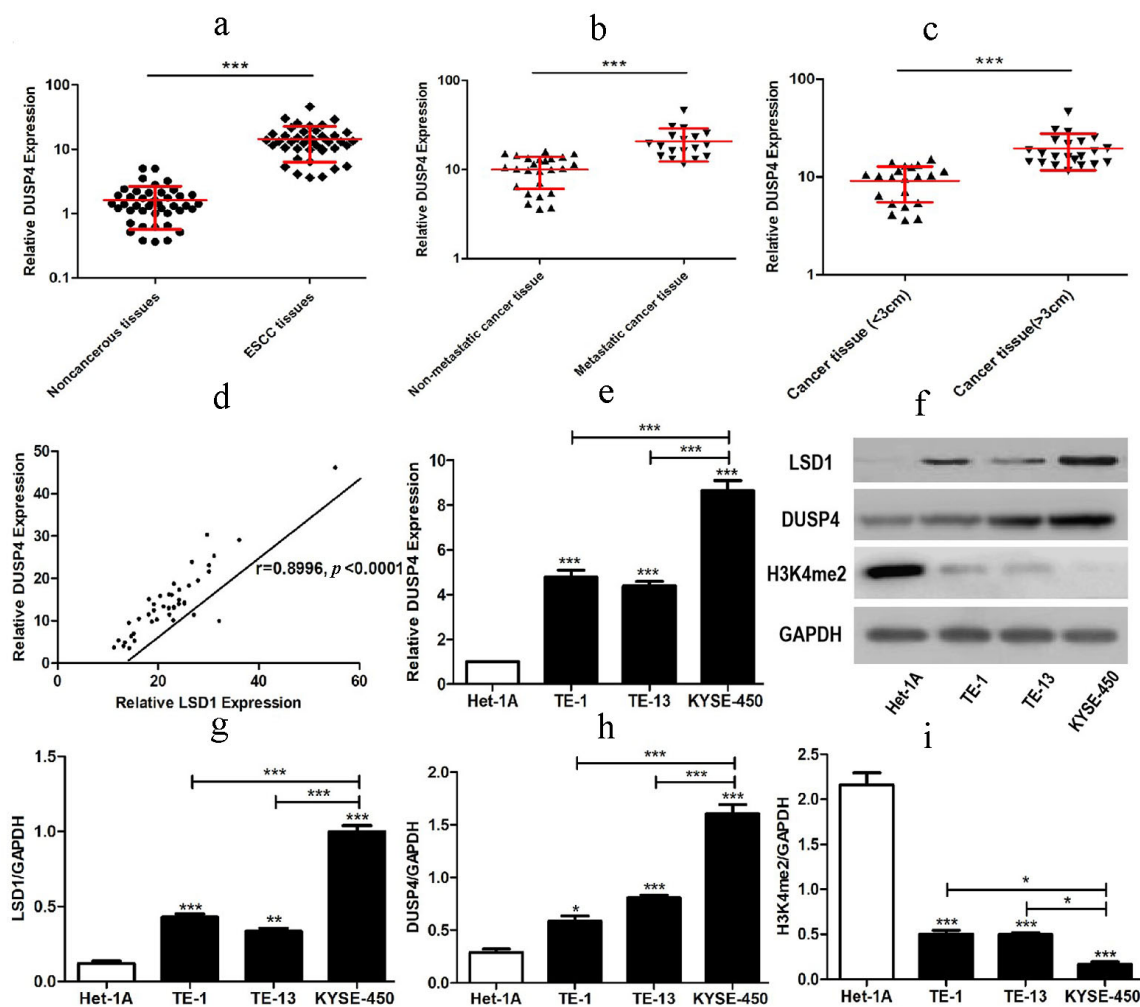 a
***
Relative DUSP4 Expression
100
10
1
0.1
Noncancerous tissues
ESCC tissues
b
***
Relative DUSP4 Expression
100
10
1
Non-metastatic cancer tissue
Metastatic cancer tissue
c
***
Relative DUSP4 Expression
100
10
1
Cancer tissue (<3cm)
Cancer tissue(>3cm)
d
Relative DUSP4 Expression
50
40
30
20
10
0
r=0.8996, p <0.0001
0 20 40 60
Relative LSD1 Expression
e
Relative DUSP4 Expression
10
8
6
4
2
0
***
***
***
***
***
Het-1A TE-1 TE-13 KYSE-450
f
LSD1
DUSP4
H3K4me2
GAPDH
Het-1A TE-1 TE-13 KYSE-450
g
LSD1/GAPDH
1.5
1.0
0.5
0.0
***
***
***
***
**
Het-1A TE-1 TE-13 KYSE-450
h
DUSP4/GAPDH
2.0
1.5
1.0
0.5
0.0
***
***
***
*
***
Het-1A TE-1 TE-13 KYSE-450
i
H3K4me2/GAPDH
2.5
2.0
1.5
1.0
0.5
0.0
*
*
***
***
***
Het-1A TE-1 TE-13 KYSE-450